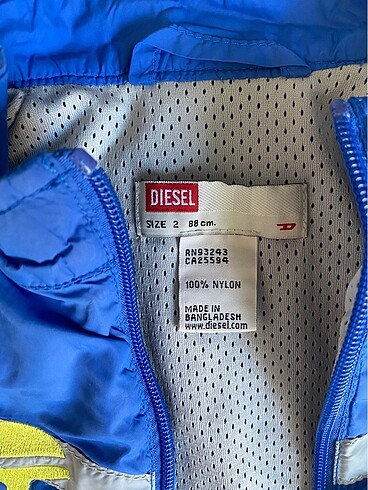 DIESEL
SIZE 2 88 cm.
RN93243
CA25594
100% NYLON
MADE IN
BANGLADESH
www.diesel.com